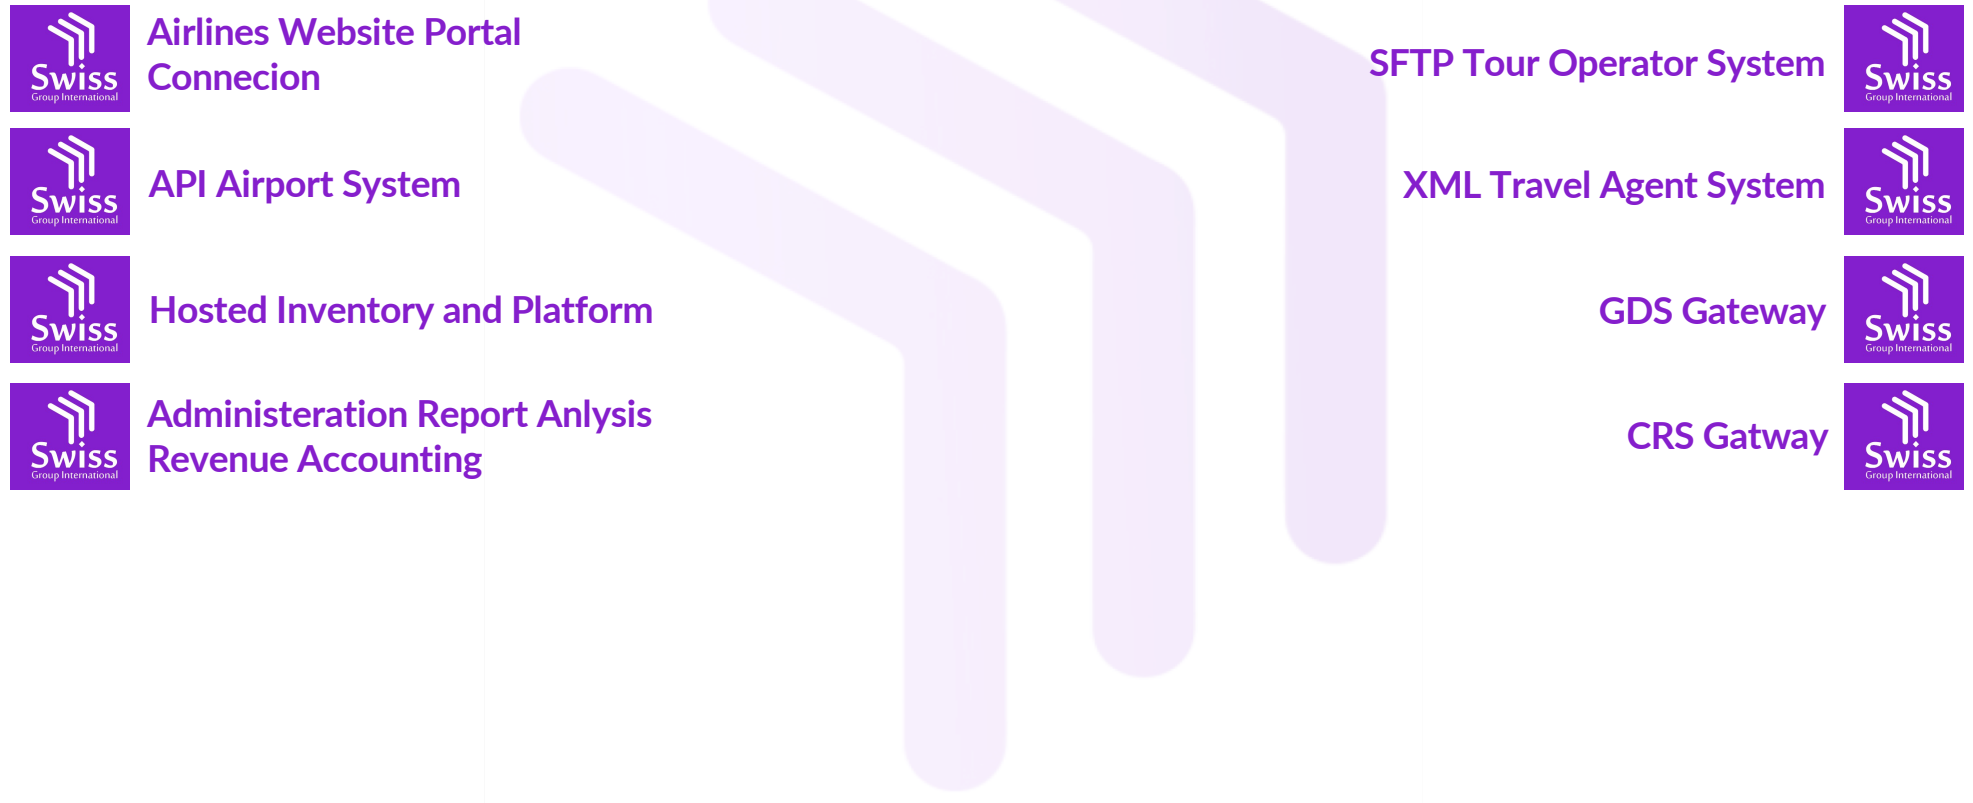 Swiss
Group International
Airlines Website Portal
Connecion
Swiss
Group International
API Airport System
Swiss
Group International
Hosted Inventory and Platform
Swiss
Group International
Administeration Report Anlysis
Revenue Accounting
SFTP Tour Operator System
Swiss
Group International
XML Travel Agent System
Swiss
Group International
GDS Gateway
Swiss
Group International
CRS Gatway
Swiss
Group International